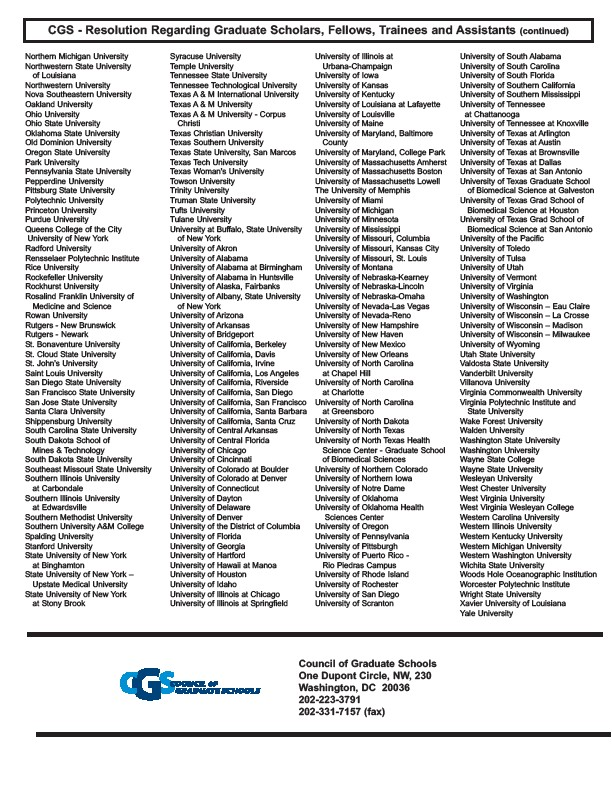 CGS - Resolution Regarding Graduate Scholars, Fellows, Trainees and Assistants (continued)
Northern Michigan University
Northwestern State University
of Louisiana
Northwestern University
Nova Southeastern University
Oakland University
Ohio University
Ohio State University
Oklahoma State University
Old Dominion University
Oregon State University
Park University
Pennsylvania State University
Pepperdine University
Pittsburg State University
Polytechnic University
Princeton University
Purdue University
Queens College of the City
University of New York
Radford University
Rensselaer Polytechnic Institute
Rice University
Rockefeller University
Rockhurst University
Rosalind Franklin University of
Medicine and Science
Rowan University
Rutgers - New Brunswick
Rutgers - Newark
St. Bonaventure University
St. Cloud State University
St. John's University
Saint Louis University
San Diego State University
San Francisco State University
San Jose State University
Santa Clara University
Shippensburg University
South Carolina State University
South Dakota School of
Mines & Technology
South Dakota State University
Southeast Missouri State University
Southern Illinois University
at Carbondale
Southern Illinois University
at Edwardsville
Southern Methodist University
Southern University A&M College
Spalding University
Stanford University
State University of New York
at Binghamton
State University of New York –
Upstate Medical University
State University of New York
at Stony Brook
Syracuse University
Temple University
Tennessee State University
Tennessee Technological University
Texas A & M International University
Texas A & M University
Texas A & M University - Corpus
Christi
Texas Christian University
Texas Southern University
Texas State University, San Marcos
Texas Tech University
Texas Woman's University
Towson University
Trinity University
Truman State University
Tufts University
Tulane University
University at Buffalo, State University
of New York
University of Akron
University of Alabama
University of Alabama at Birmingham
University of Alabama in Huntsville
University of Alaska, Fairbanks
University of Albany, State University
of New York
University of Arizona
University of Arkansas
University of Bridgeport
University of California, Berkeley
University of California, Davis
University of California, Irvine
University of California, Los Angeles
University of California, Riverside
University of California, San Diego
University of California, San Francisco
University of California, Santa Barbara
University of California, Santa Cruz
University of Central Arkansas
University of Central Florida
University of Chicago
University of Cincinnati
University of Colorado at Boulder
University of Colorado at Denver
University of Connecticut
University of Dayton
University of Delaware
University of Denver
University of the District of Columbia
University of Florida
University of Georgia
University of Hartford
University of Hawaii at Manoa
University of Houston
University of Idaho
University of Illinois at Chicago
University of Illinois at Springfield
University of Illinois at
Urbana-Champaign
University of Iowa
University of Kansas
University of Kentucky
University of Louisiana at Lafayette
University of Louisville
University of Maine
University of Maryland, Baltimore
County
University of Maryland, College Park
University of Massachusetts Amherst
University of Massachusetts Boston
University of Massachusetts Lowell
The University of Memphis
University of Miami
University of Michigan
University of Minnesota
University of Mississippi
University of Missouri, Columbia
University of Missouri, Kansas City
University of Missouri, St. Louis
University of Montana
University of Nebraska-Kearney
University of Nebraska-Lincoln
University of Nebraska-Omaha
University of Nevada-Las Vegas
University of Nevada-Reno
University of New Hampshire
University of New Haven
University of New Mexico
University of New Orleans
University of North Carolina
at Chapel Hill
University of North Carolina
at Charlotte
University of North Carolina
at Greensboro
University of North Dakota
University of North Texas
University of North Texas Health
Science Center - Graduate School
of Biomedical Sciences
University of Northern Colorado
University of Northern Iowa
University of Notre Dame
University of Oklahoma
University of Oklahoma Health
Sciences Center
University of Oregon
University of Pennsylvania
University of Pittsburgh
University of Puerto Rico -
Rio Piedras Campus
University of Rhode Island
University of Rochester
University of San Diego
University of Scranton
University of South Alabama
University of South Carolina
University of South Florida
University of Southern California
University of Southern Mississippi
University of Tennessee
at Chattanooga
University of Tennessee at Knoxville
University of Texas at Arlington
University of Texas at Austin
University of Texas at Brownsville
University of Texas at Dallas
University of Texas at San Antonio
University of Texas Graduate School
of Biomedical Science at Galveston
University of Texas Grad School of
Biomedical Science at Houston
University of Texas Grad School of
Biomedical Science at San Antonio
University of the Pacific
University of Toledo
University of Tulsa
University of Utah
University of Vermont
University of Virginia
University of Washington
University of Wisconsin – Eau Claire
University of Wisconsin – La Crosse
University of Wisconsin – Madison
University of Wisconsin – Milwaukee
University of Wyoming
Utah State University
Valdosta State University
Vanderbilt University
Villanova University
Virginia Commonwealth University
Virginia Polytechnic Institute and
State University
Wake Forest University
Walden University
Washington State University
Washington University
Wayne State College
Wayne State University
Wesleyan University
West Chester University
West Virginia University
West Virginia Wesleyan College
Western Carolina University
Western Illinois University
Western Kentucky University
Western Michigan University
Western Washington University
Wichita State University
Woods Hole Oceanographic Institution
Worcester Polytechnic Institute
Wright State University
Xavier University of Louisiana
Yale University
CGS COUNCIL OF
GRADUATE SCHOOLS
Council of Graduate Schools
One Dupont Circle, NW, 230
Washington, DC 20036
202-223-3791
202-331-7157 (fax)